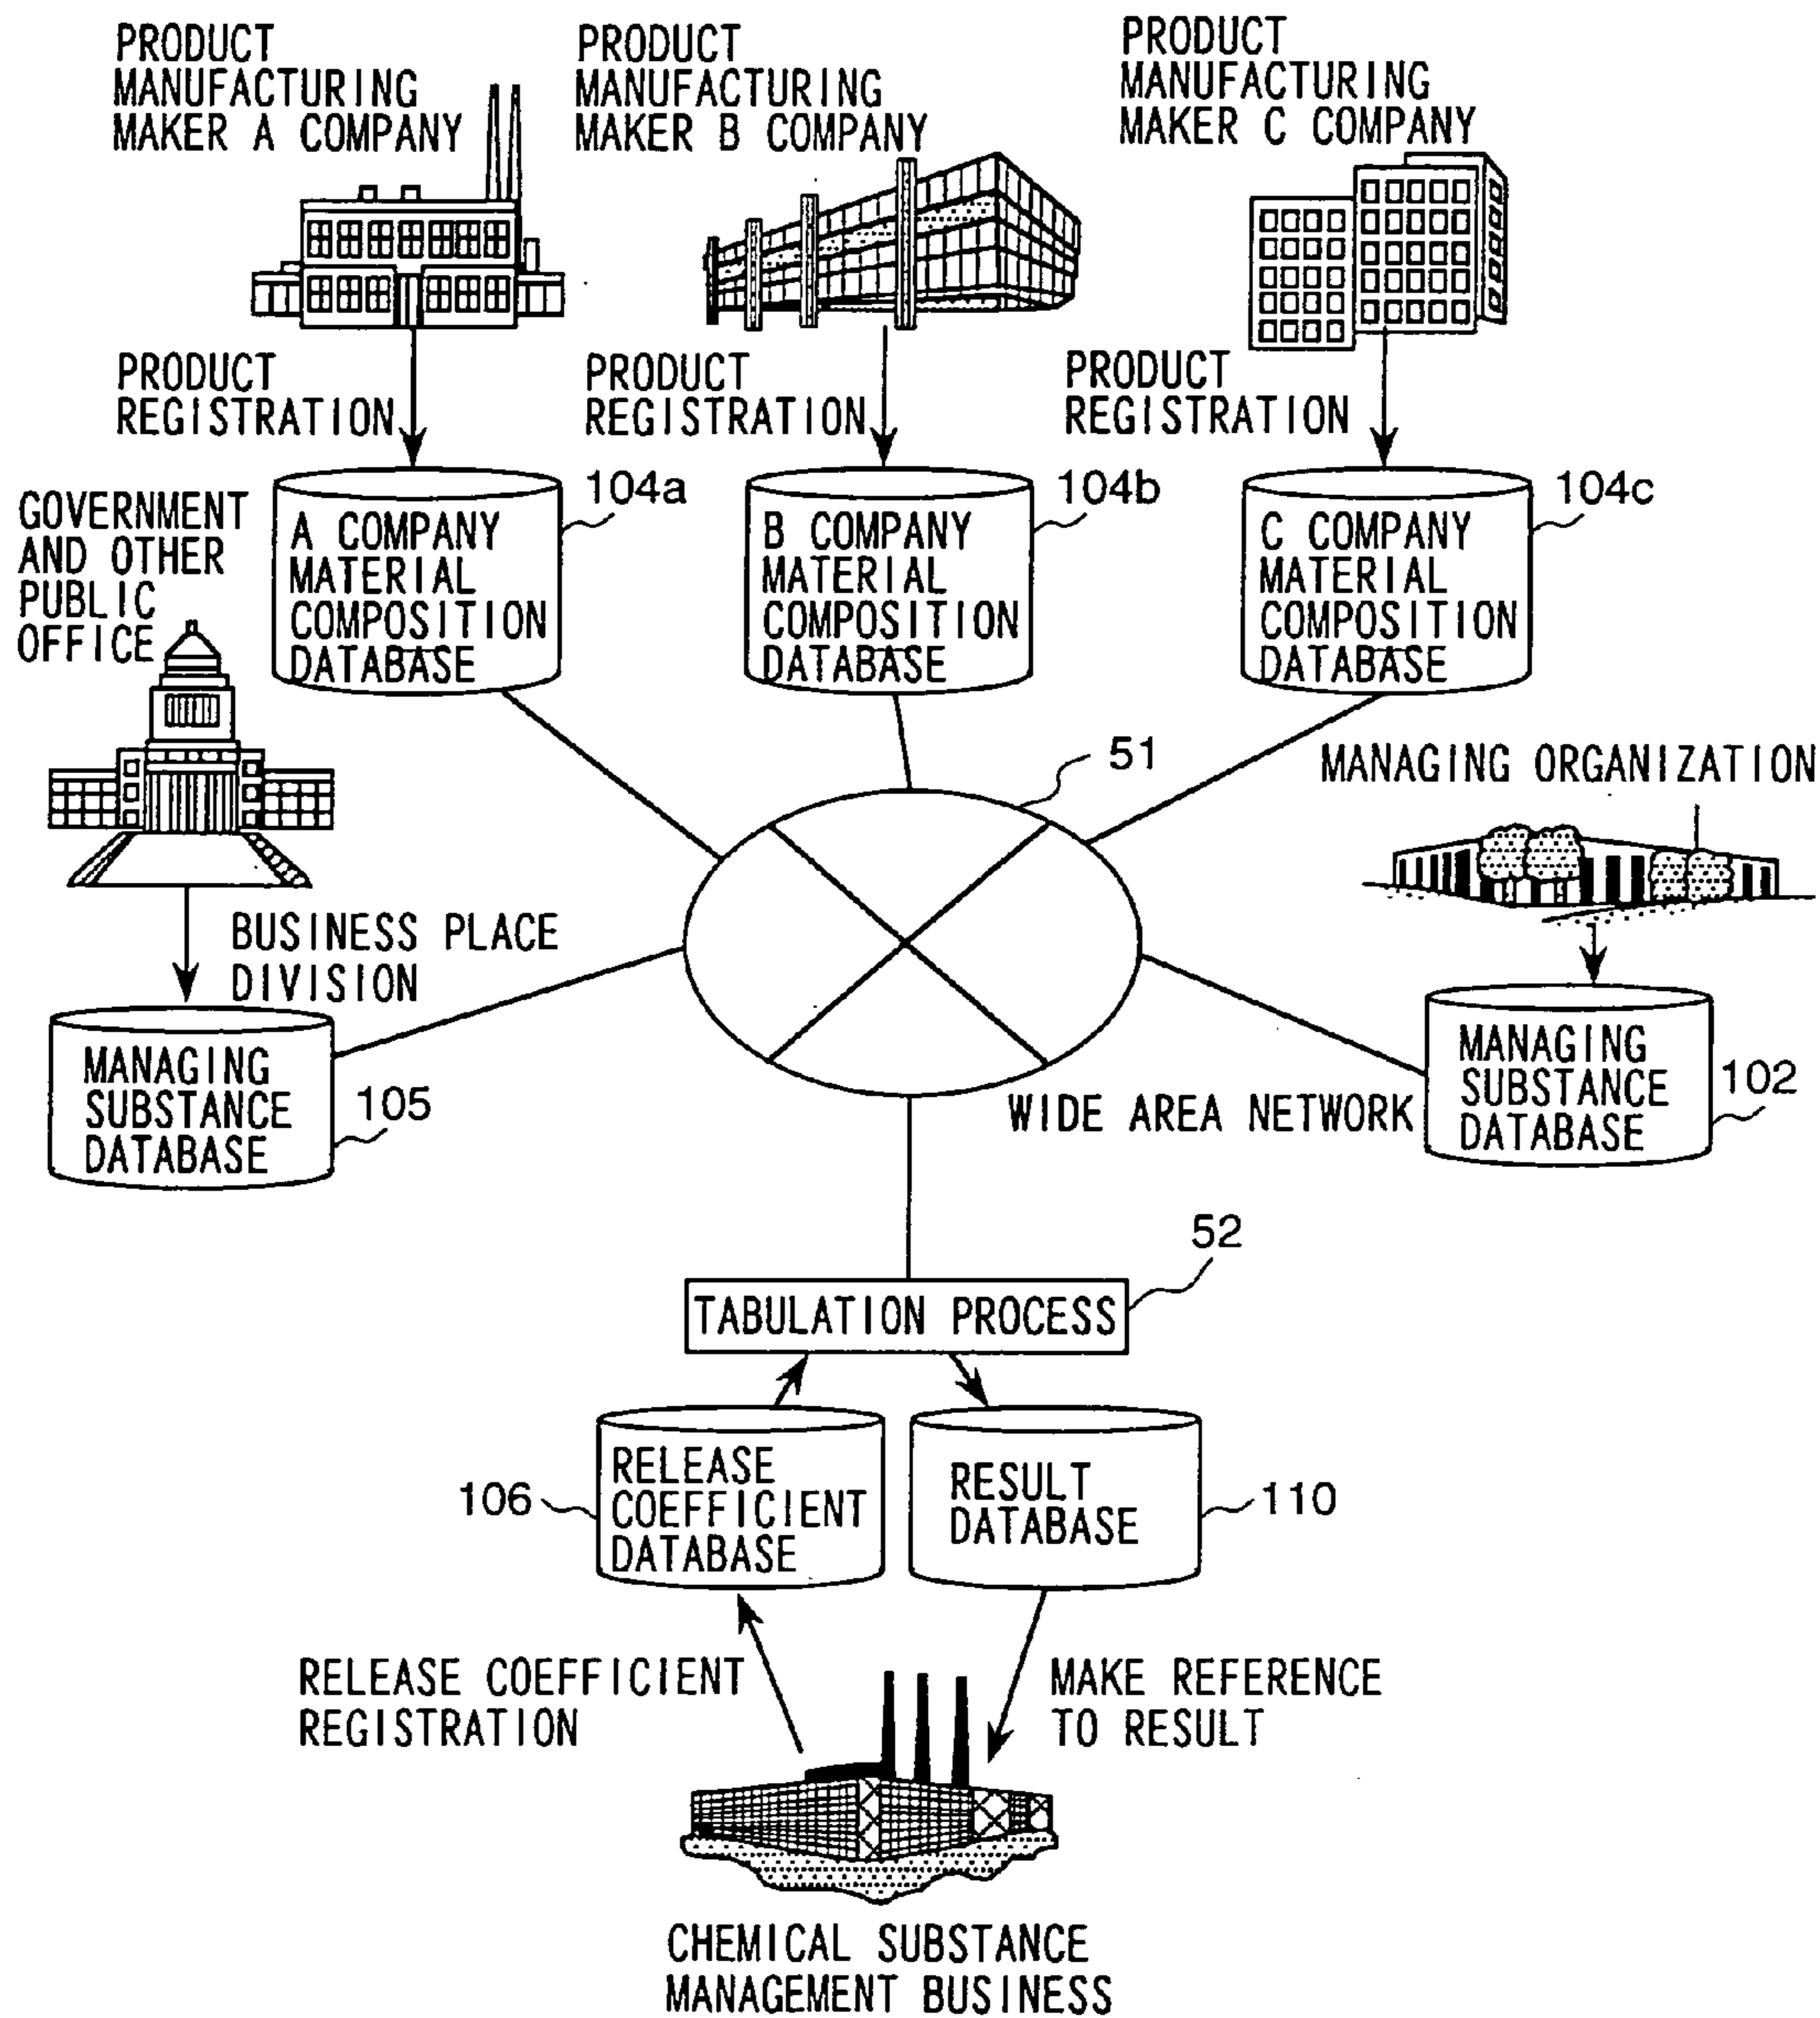 PRODUCT
MANUFACTURING
MAKER A COMPANY
PRODUCT
MANUFACTURING
MAKER B COMPANY
PRODUCT
MANUFACTURING
MAKER C COMPANY
PRODUCT
REGISTRATION
PRODUCT
REGISTRATION
PRODUCT
REGISTRATION
GOVERNMENT
AND OTHER
PUBLIC
OFFICE
A COMPANY
MATERIAL
COMPOSITION
DATABASE
104a
B COMPANY
MATERIAL
COMPOSITION
DATABASE
104b
C COMPANY
MATERIAL
COMPOSITION
DATABASE
104c
51
MANAGING ORGANIZATION
BUSINESS PLACE
DIVISION
MANAGING
SUBSTANCE
DATABASE
105
WIDE AREA NETWORK
MANAGING
SUBSTANCE
DATABASE
102
52
TABULATION PROCESS
106
RELEASE
COEFFICIENT
DATABASE
RESULT
DATABASE
110
RELEASE COEFFICIENT
REGISTRATION
MAKE REFERENCE
TO RESULT
CHEMICAL SUBSTANCE
MANAGEMENT BUSINESS